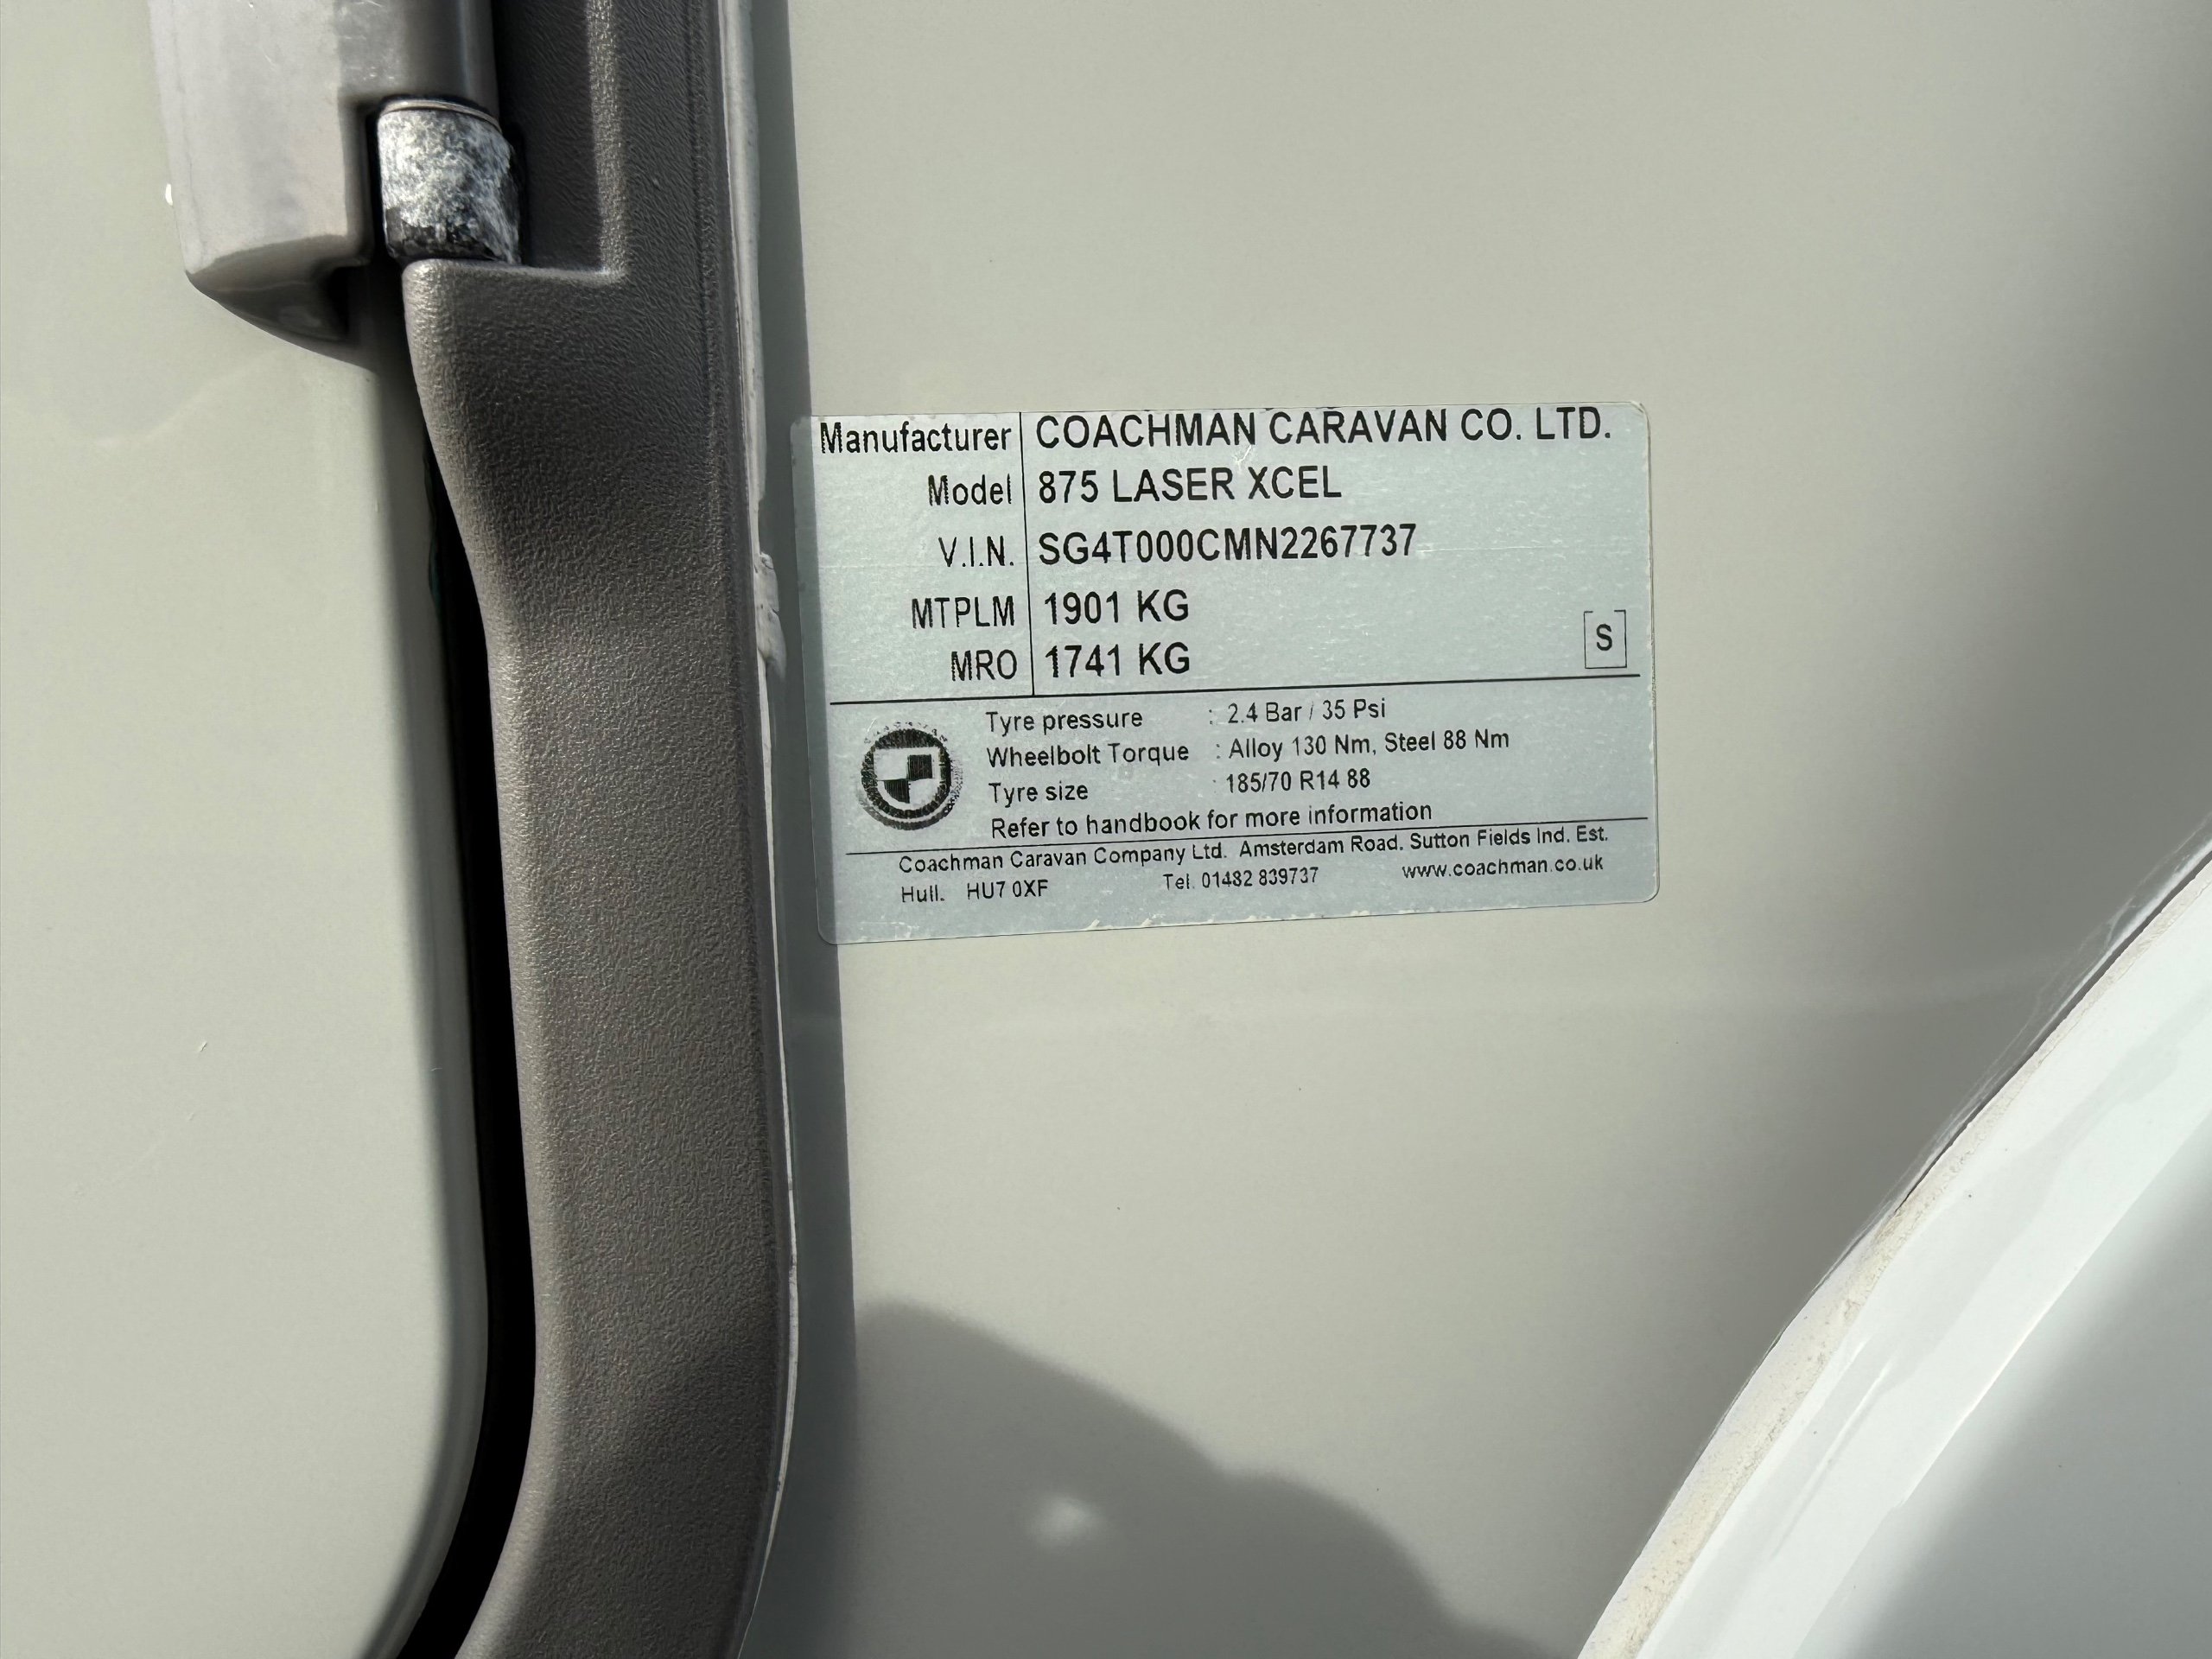 Manufacturer COACHMAN CARAVAN CO. LTD.
Model 875 LASER XCEL
V.I.N. SG4T000CMN2267737
MTPLM 1901 KG
MRO 1741 KG
S
Tyre pressure : 2.4 Bar / 35 Psi
Wheelbolt Torque : Alloy 130 Nm, Steel 88 Nm
Tyre size : 185/70 R14 88
Refer to handbook for more information
Coachman Caravan Company Ltd. Amsterdam Road. Sutton Fields Ind. Est.
Hull. HU7 0XF Tel. 01482 839737 www.coachman.co.uk